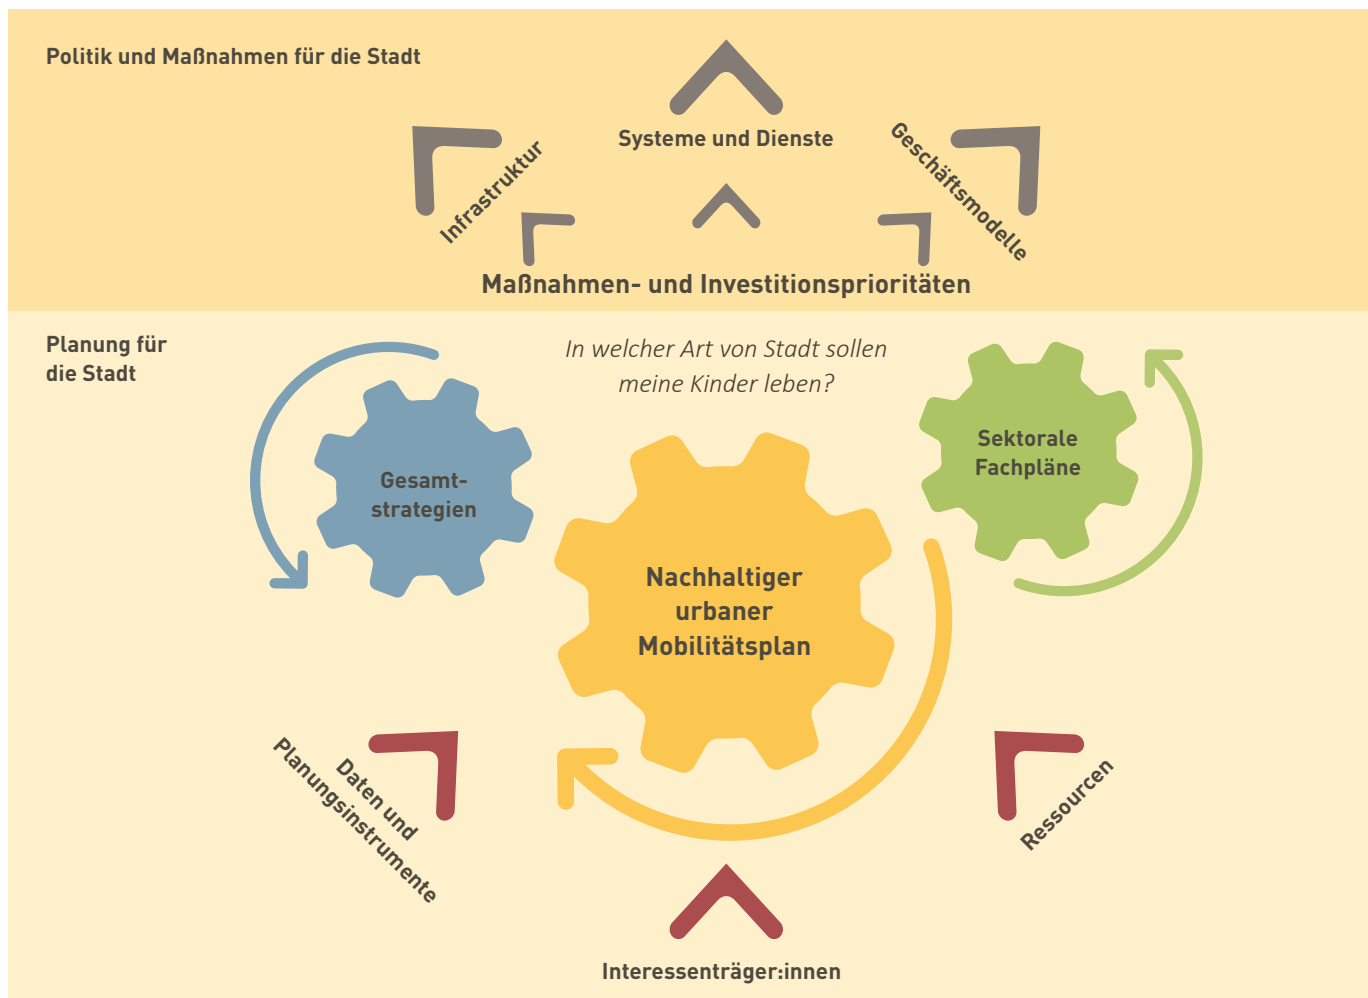 Politik und Maßnahmen für die Stadt
Systeme und Dienste
Infrastruktur
Geschäftsmodelle
Maßnahmen- und Investitionsprioritäten
Planung für
die Stadt
In welcher Art von Stadt sollen
meine Kinder leben?
Gesamt-
strategien
Sektorale
Fachpläne
Nachhaltiger
urbaner
Mobilitätsplan
Daten und
Planungsinstrumente
Ressourcen
Interessenträger:innen